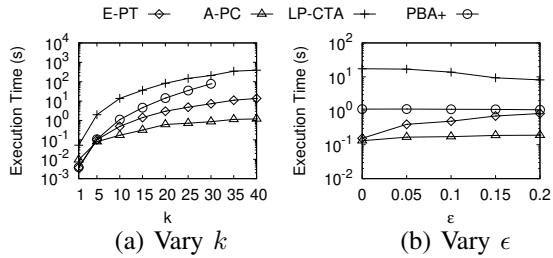 E-PT A-PC LP-CTA PBA+
Execution Time (s)
10^4
10^3
10^2
10^1
10^0
10^-1
10^-2
10^-3
1 5 10 15 20 25 30 35 40
k
(a) Vary k
Execution Time (s)
10^2
10^1
10^0
10^-1
10^-2
0 0.05 0.1 0.15 0.2
ε
(b) Vary ϵ